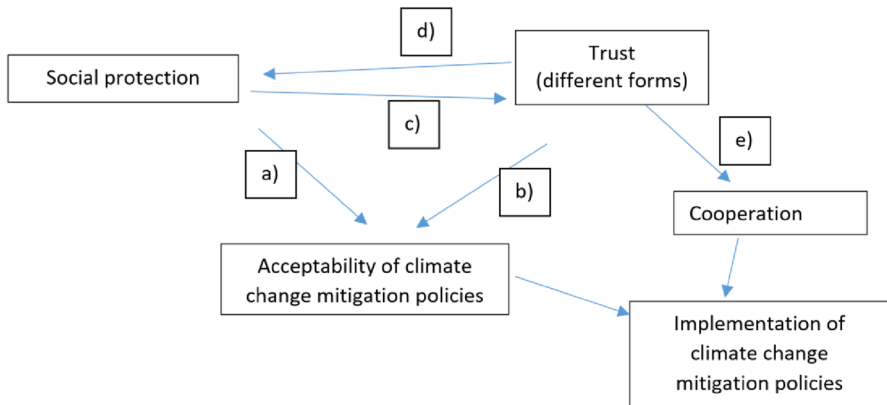 d)
Social protection
Trust
(different forms)
c)
e)
a)
b)
Cooperation
Acceptability of climate
change mitigation policies
Implementation of
climate change
mitigation policies